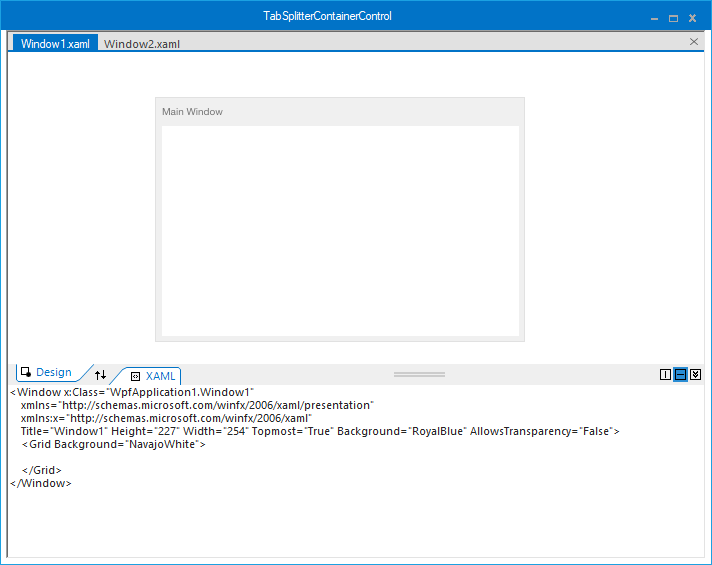 TabSplitterContainerControl
Window1.xaml Window2.xaml
Main Window
Design XAML
<Window x:Class="WpfApplication1.Window1"
xmlns="http://schemas.microsoft.com/winfx/2006/xaml/presentation"
xmlns:x="http://schemas.microsoft.com/winfx/2006/xaml"
Title="Window1" Height="227" Width="254" Topmost="True" Background="RoyalBlue" AllowsTransparency="False">
<Grid Background="NavajoWhite">
</Grid>
</Window>